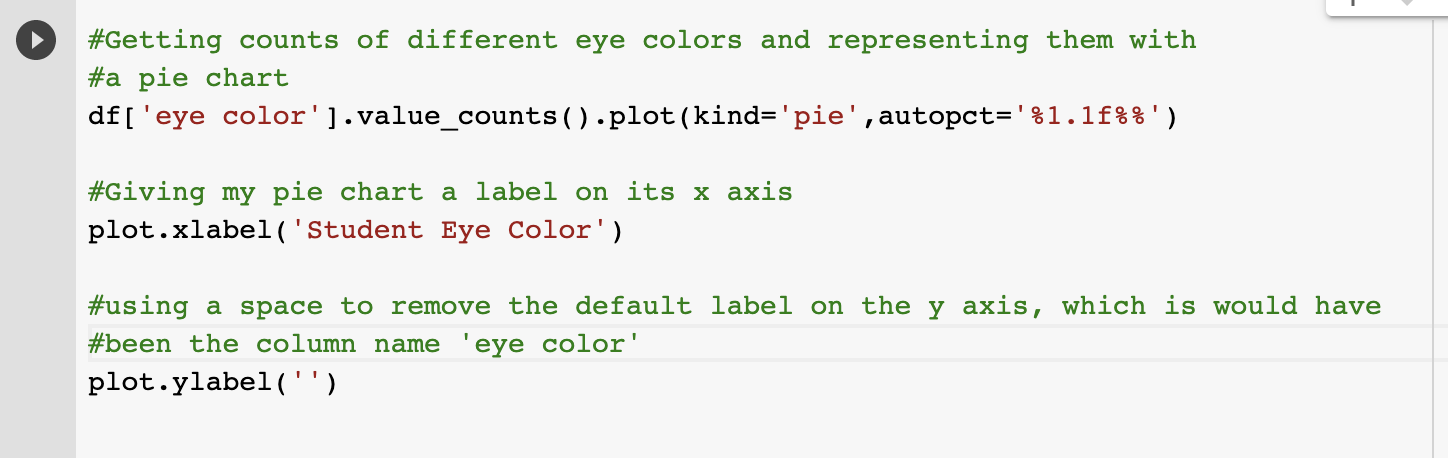 #Getting counts of different eye colors and representing them with
#a pie chart
df['eye color'].value_counts().plot(kind='pie',autopct='%1.1f%%')
#Giving my pie chart a label on its x axis
plot.xlabel('Student Eye Color')
#using a space to remove the default label on the y axis, which is would have
#been the column name 'eye color'
plot.ylabel('')